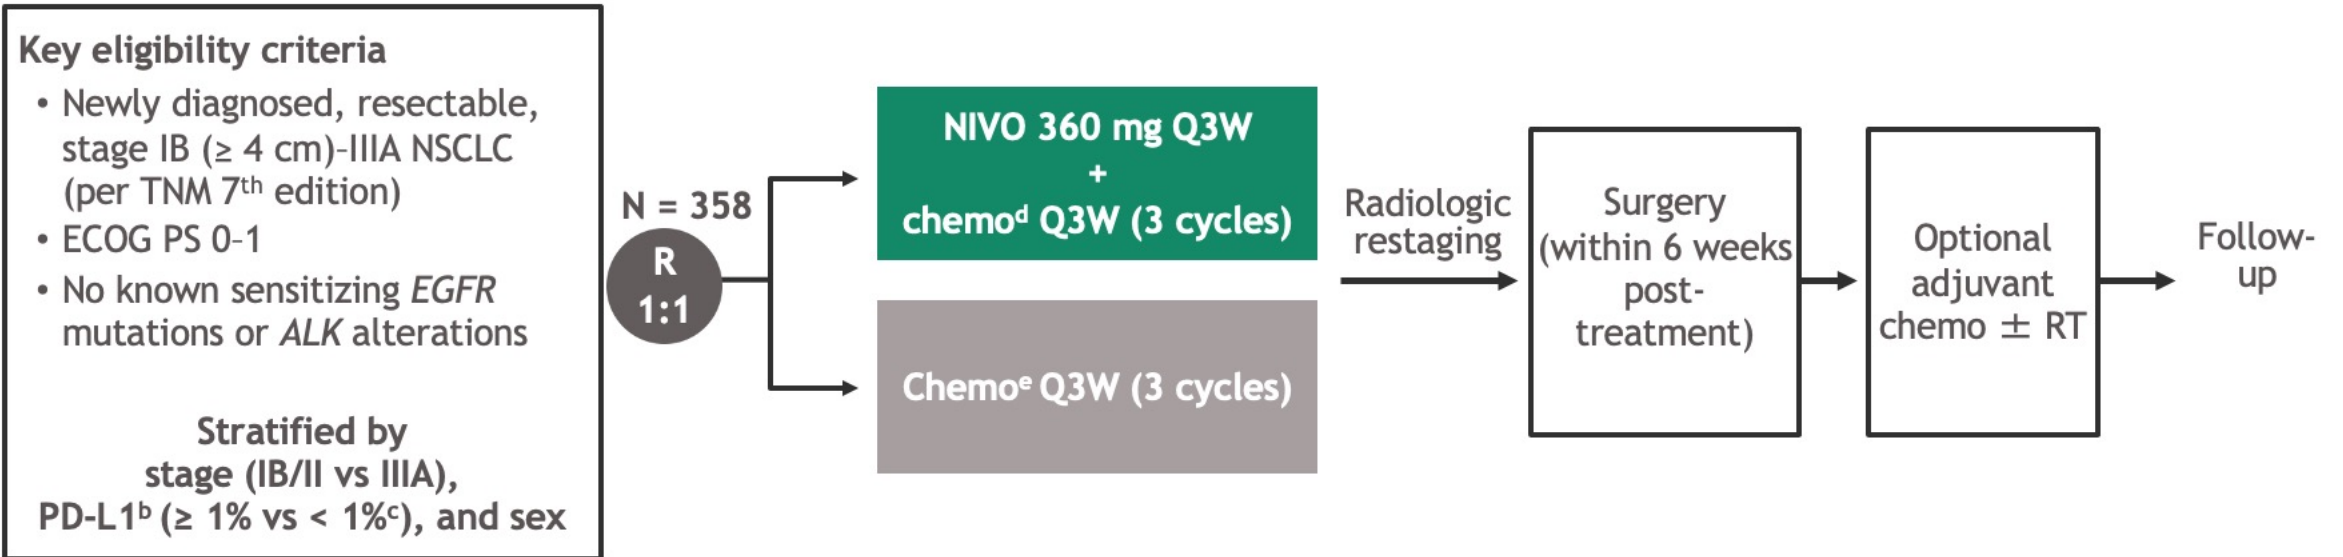 Key eligibility criteria
• Newly diagnosed, resectable,
stage IB (≥ 4 cm)–IIIA NSCLC
(per TNM 7th edition)
• ECOG PS 0–1
• No known sensitizing EGFR
mutations or ALK alterations
Stratified by
stage (IB/II vs IIIA),
PD-L1ᵇ (≥ 1% vs < 1%ᶜ), and sex
N = 358
R
1:1
NIVO 360 mg Q3W
+
chemoᵈ Q3W (3 cycles)
Chemoᵉ Q3W (3 cycles)
Radiologic
restaging
Surgery
(within 6 weeks
post-
treatment)
Optional
adjuvant
chemo ± RT
Follow-
up